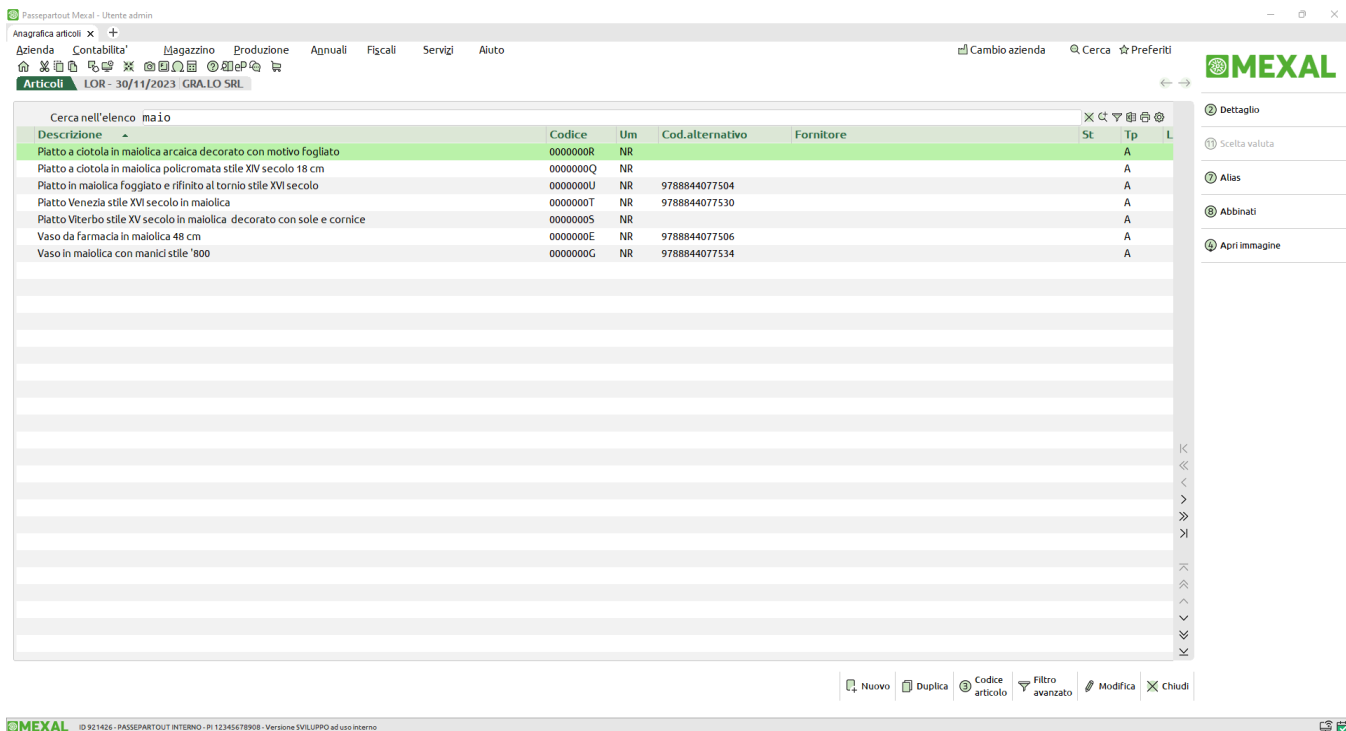 Passepartout Mexal - Utente admin
Anagrafica articoli x +
Azienda Contabilita' Magazzino Produzione Annuali Fiscali Servizi Aiuto Cambio azienda Cerca Preferiti
MEXAL
Articoli LOR - 30/11/2023 GRA.LO SRL
Cerca nell'elenco maio
Descrizione Codice Um Cod.alternativo Fornitore St Tp L
Piatto a ciotola in maiolica arcaica decorato con motivo fogliato 0000000R NR A
Piatto a ciotola in maiolica policromata stile XIV secolo 18 cm 0000000Q NR A
Piatto in maiolica foggiato e rifinito al tornio stile XVI secolo 0000000U NR 9788844077504 A
Piatto Venezia stile XVI secolo in maiolica 0000000T NR 9788844077530 A
Piatto Viterbo stile XV secolo in maiolica decorato con sole e cornice 0000000S NR A
Vaso da farmacia in maiolica 48 cm 0000000E NR 9788844077506 A
Vaso in maiolica con manici stile '800 0000000G NR 9788844077534 A
2 Dettaglio
11 Scelta valuta
7 Alias
8 Abbinati
4 Apri immagine
Nuovo Duplica 3 Codice articolo Filtro avanzato Modifica Chiudi
MEXAL ID 921426 - PASSEPARTOUT INTERNO - PI 12345678908 - Versione SVILUPPO ad uso interno